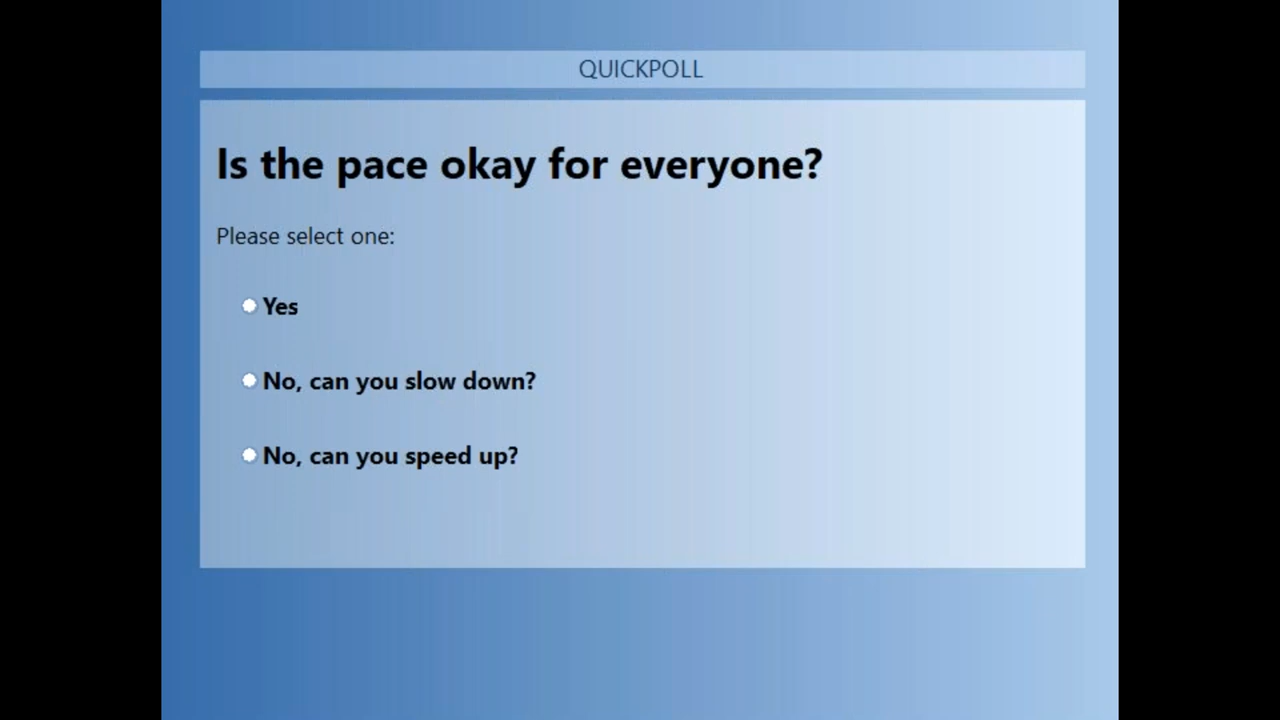 QUICKPOLL
Is the pace okay for everyone?
Please select one:
Yes
No, can you slow down?
No, can you speed up?